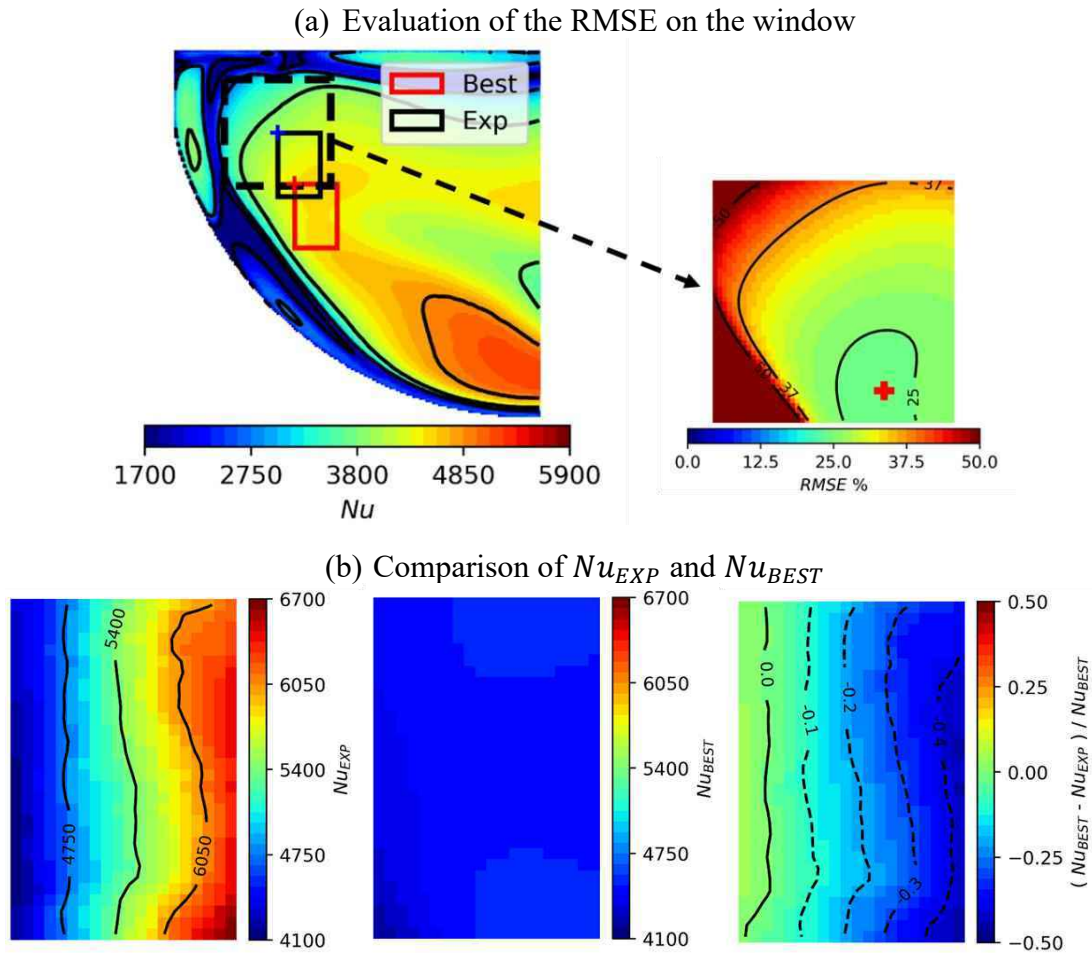 (a) Evaluation of the RMSE on the window
Best
Exp
1700 2750 3800 4850 5900
Nu
50 37
50 37 25
0.0 12.5 25.0 37.5 50.0
RMSE %
(b) Comparison of Nu_EXP and Nu_BEST
4750 5400 6050
6700
6050
5400
4750
4100
Nu_EXP
6700
6050
5400
4750
4100
Nu_BEST
0.0 -0.1 -0.2 -0.3 -0.4
0.50
0.25
0.00
−0.25
−0.50
( Nu_BEST - Nu_EXP ) / Nu_BEST